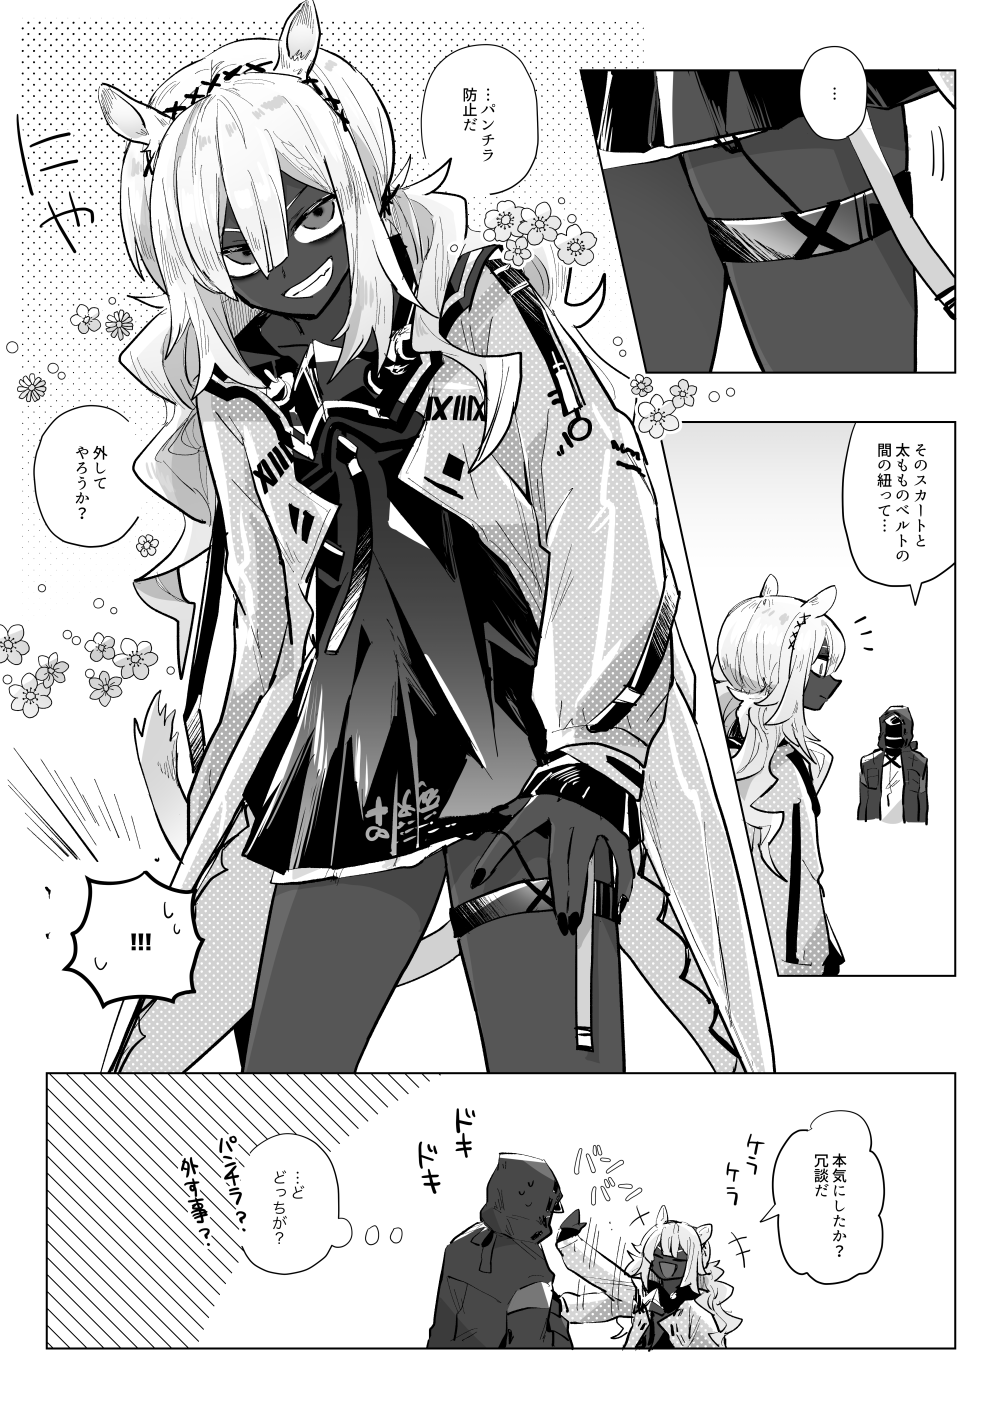 …
そのスカートと
太もものベルトの
間の紐って…
…パンチラ
防止だ
ニヤ
外して
やろうか？
IXIIIX
IXIIIX
!!!
本気にしたか？
冗談だ
ケラ
ケラ
バン
バン
ドキ
ドキ
…ど
どっちが？
パンチラ？
外す事？